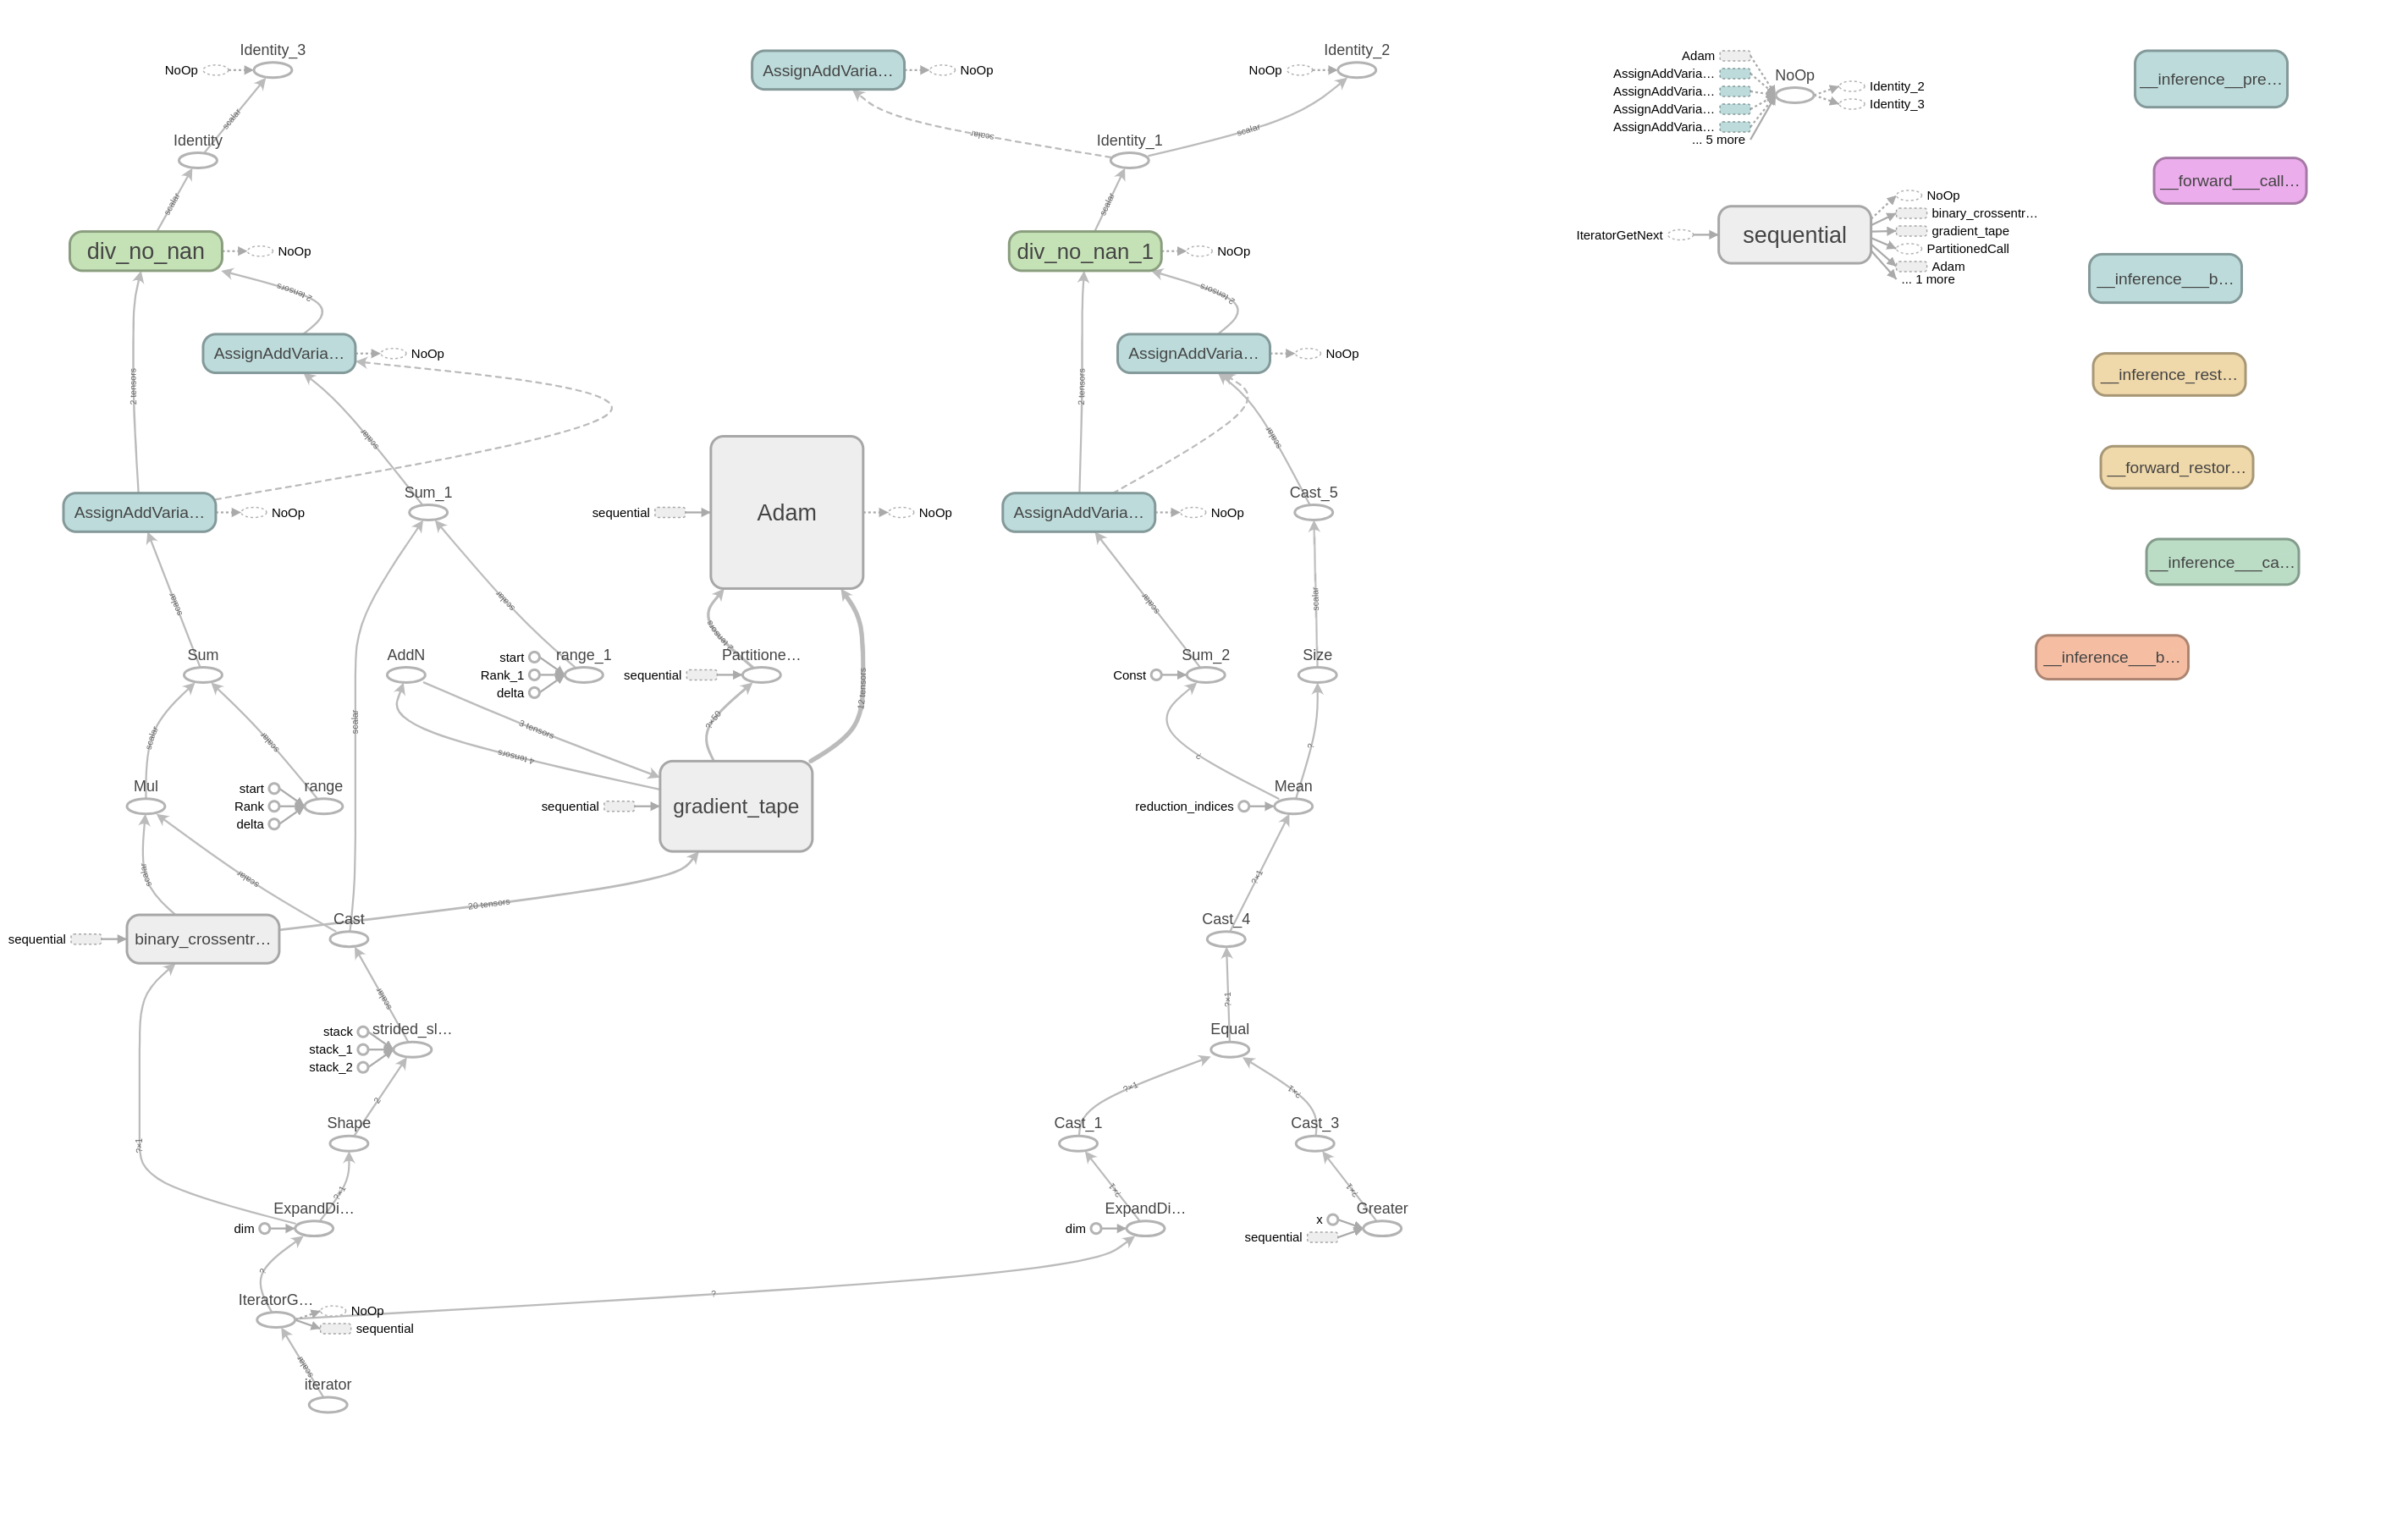 Identity_3
NoOp
scalar
Identity
scalar
div_no_nan
NoOp
2 tensors
2 tensors
AssignAddVaria…
NoOp
scalar
AssignAddVaria…
NoOp
Sum_1
scalar
scalar
scalar
Sum
AddN
start
Rank_1
delta
range_1
scalar
scalar
Mul
start
Rank
delta
range
scalar
scalar
sequential
binary_crossentr…
Cast
20 tensors
scalar
stack
stack_1
stack_2
strided_sl…
2
Shape
?×1
?×1
ExpandDi…
dim
?
IteratorG…
NoOp
sequential
scalar
iterator
AssignAddVaria…
NoOp
scalar
sequential
Adam
NoOp
sequential
Partitione…
12 tensors
3 tensors
4 tensors
?×50
sequential
gradient_tape
?
Identity_2
NoOp
scalar
Identity_1
scalar
div_no_nan_1
NoOp
2 tensors
2 tensors
AssignAddVaria…
NoOp
scalar
AssignAddVaria…
NoOp
Cast_5
scalar
scalar
Const
Sum_2
Size
?
?
reduction_indices
Mean
?×1
Cast_4
?×1
Equal
?×1
?×1
Cast_1
Cast_3
?×1
?×1
dim
ExpandDi…
x
sequential
Greater
Adam
AssignAddVaria…
AssignAddVaria…
AssignAddVaria…
AssignAddVaria…
... 5 more
NoOp
Identity_2
Identity_3
IteratorGetNext
sequential
NoOp
binary_crossentr…
gradient_tape
PartitionedCall
Adam
... 1 more
__inference__pre…
__forward___call…
__inference___b…
__inference_rest…
__forward_restor…
__inference___ca…
__inference___b…